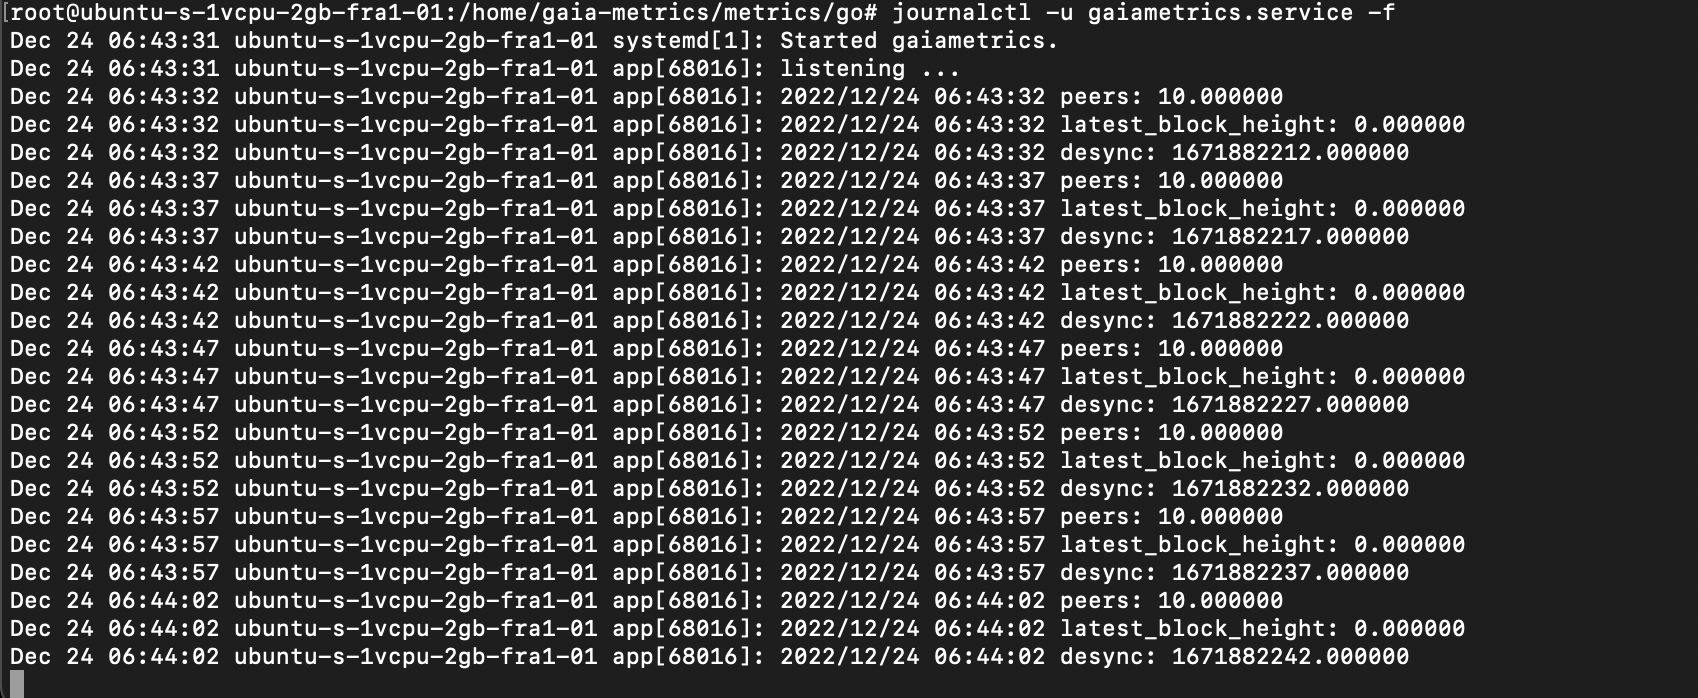 [root@ubuntu-s-1vcpu-2gb-fra1-01:/home/gaia-metrics/metrics/go# journalctl -u gaiametrics.service -f
Dec 24 06:43:31 ubuntu-s-1vcpu-2gb-fra1-01 systemd[1]: Started gaiametrics.
Dec 24 06:43:31 ubuntu-s-1vcpu-2gb-fra1-01 app[68016]: listening ...
Dec 24 06:43:32 ubuntu-s-1vcpu-2gb-fra1-01 app[68016]: 2022/12/24 06:43:32 peers: 10.000000
Dec 24 06:43:32 ubuntu-s-1vcpu-2gb-fra1-01 app[68016]: 2022/12/24 06:43:32 latest_block_height: 0.000000
Dec 24 06:43:32 ubuntu-s-1vcpu-2gb-fra1-01 app[68016]: 2022/12/24 06:43:32 desync: 1671882212.000000
Dec 24 06:43:37 ubuntu-s-1vcpu-2gb-fra1-01 app[68016]: 2022/12/24 06:43:37 peers: 10.000000
Dec 24 06:43:37 ubuntu-s-1vcpu-2gb-fra1-01 app[68016]: 2022/12/24 06:43:37 latest_block_height: 0.000000
Dec 24 06:43:37 ubuntu-s-1vcpu-2gb-fra1-01 app[68016]: 2022/12/24 06:43:37 desync: 1671882217.000000
Dec 24 06:43:42 ubuntu-s-1vcpu-2gb-fra1-01 app[68016]: 2022/12/24 06:43:42 peers: 10.000000
Dec 24 06:43:42 ubuntu-s-1vcpu-2gb-fra1-01 app[68016]: 2022/12/24 06:43:42 latest_block_height: 0.000000
Dec 24 06:43:42 ubuntu-s-1vcpu-2gb-fra1-01 app[68016]: 2022/12/24 06:43:42 desync: 1671882222.000000
Dec 24 06:43:47 ubuntu-s-1vcpu-2gb-fra1-01 app[68016]: 2022/12/24 06:43:47 peers: 10.000000
Dec 24 06:43:47 ubuntu-s-1vcpu-2gb-fra1-01 app[68016]: 2022/12/24 06:43:47 latest_block_height: 0.000000
Dec 24 06:43:47 ubuntu-s-1vcpu-2gb-fra1-01 app[68016]: 2022/12/24 06:43:47 desync: 1671882227.000000
Dec 24 06:43:52 ubuntu-s-1vcpu-2gb-fra1-01 app[68016]: 2022/12/24 06:43:52 peers: 10.000000
Dec 24 06:43:52 ubuntu-s-1vcpu-2gb-fra1-01 app[68016]: 2022/12/24 06:43:52 latest_block_height: 0.000000
Dec 24 06:43:52 ubuntu-s-1vcpu-2gb-fra1-01 app[68016]: 2022/12/24 06:43:52 desync: 1671882232.000000
Dec 24 06:43:57 ubuntu-s-1vcpu-2gb-fra1-01 app[68016]: 2022/12/24 06:43:57 peers: 10.000000
Dec 24 06:43:57 ubuntu-s-1vcpu-2gb-fra1-01 app[68016]: 2022/12/24 06:43:57 latest_block_height: 0.000000
Dec 24 06:43:57 ubuntu-s-1vcpu-2gb-fra1-01 app[68016]: 2022/12/24 06:43:57 desync: 1671882237.000000
Dec 24 06:44:02 ubuntu-s-1vcpu-2gb-fra1-01 app[68016]: 2022/12/24 06:44:02 peers: 10.000000
Dec 24 06:44:02 ubuntu-s-1vcpu-2gb-fra1-01 app[68016]: 2022/12/24 06:44:02 latest_block_height: 0.000000
Dec 24 06:44:02 ubuntu-s-1vcpu-2gb-fra1-01 app[68016]: 2022/12/24 06:44:02 desync: 1671882242.000000